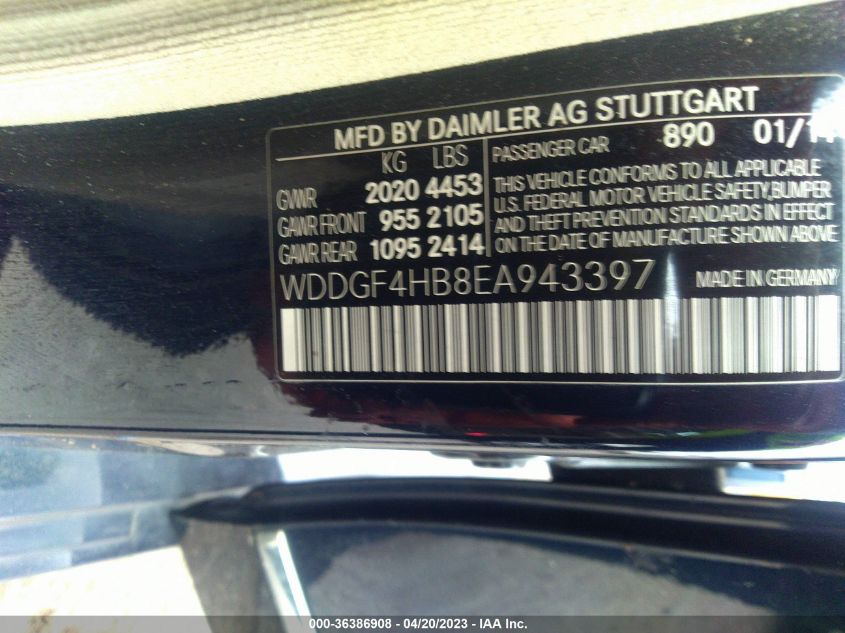 MFD BY DAIMLER AG STUTTGART
KG LBS
GVWR 2020 4453
GAWR FRONT 955 2105
GAWR REAR 1095 2414
PASSENGER CAR 890
THIS VEHICLE CONFORMS TO ALL APPLICABLE
U.S. FEDERAL MOTOR VEHICLE SAFETY,BUMPER
AND THEFT PREVENTION STANDARDS IN EFFECT
ON THE DATE OF MANUFACTURE SHOWN ABOVE
WDDGF4HB8EA943397 MADE IN GERMANY
000-36386908 - 04/20/2023 - IAA Inc.